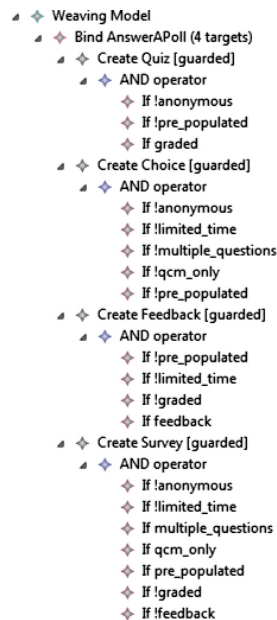 Weaving Model
Bind AnswerAPoll (4 targets)
Create Quiz [guarded]
AND operator
If !anonymous
If !pre_populated
If graded
Create Choice [guarded]
AND operator
If !anonymous
If !limited_time
If !multiple_questions
If !qcm_only
If !pre_populated
Create Feedback [guarded]
AND operator
If !pre_populated
If !limited_time
If !graded
If feedback
Create Survey [guarded]
AND operator
If !anonymous
If !limited_time
If multiple_questions
If qcm_only
If pre_populated
If !graded
If !feedback